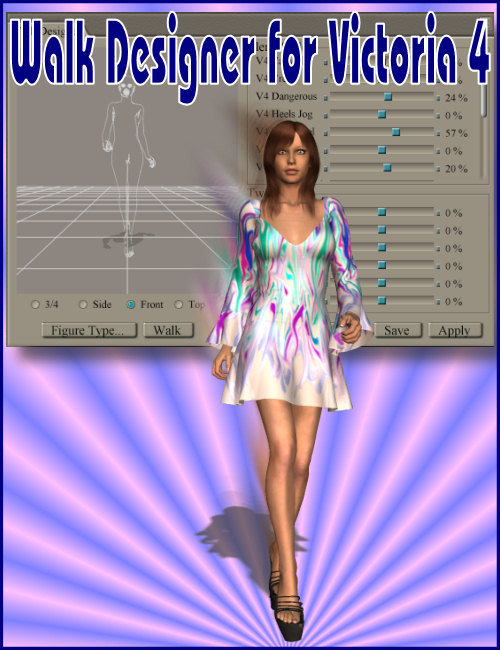 Walk Designer for Victoria 4
V4 Dangerous
24 %
V4 Heels Jog
0 %
57 %
0 %
20 %
0 %
0 %
0 %
0 %
0 %
0 %
3/4
Side
Front
Top
Figure Type...
Walk
Save
Apply